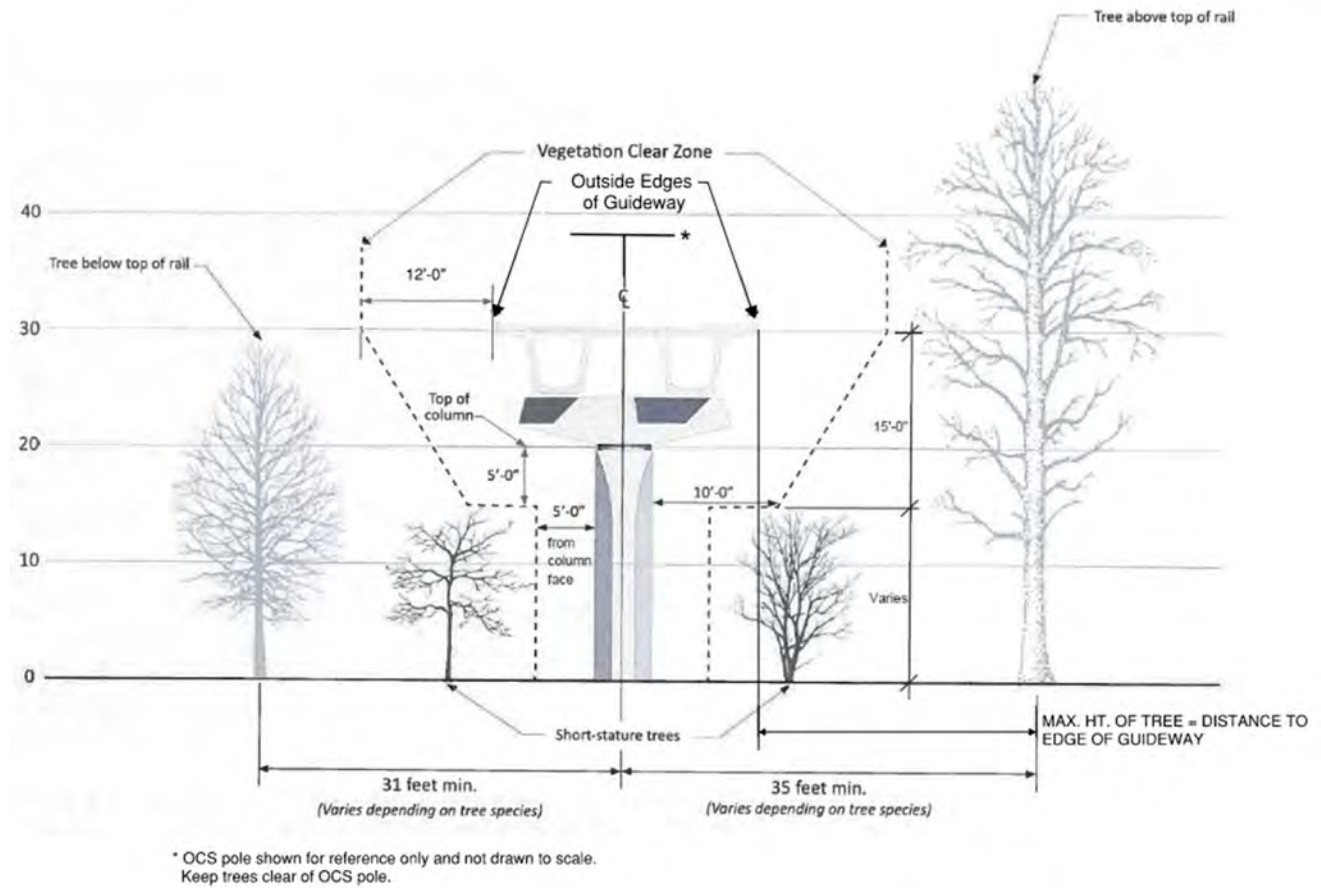 Tree above top of rail
Vegetation Clear Zone
Outside Edges
of Guideway
40
*
Tree below top of rail
12'-0"
℄
30
Top of
column
15'-0"
20
5'-0"
10'-0"
5'-0"
from
column
face
10
Varies
0
MAX. HT. OF TREE = DISTANCE TO
EDGE OF GUIDEWAY
Short-stature trees
31 feet min.
(Varies depending on tree species)
35 feet min.
(Varies depending on tree species)
* OCS pole shown for reference only and not drawn to scale.
Keep trees clear of OCS pole.